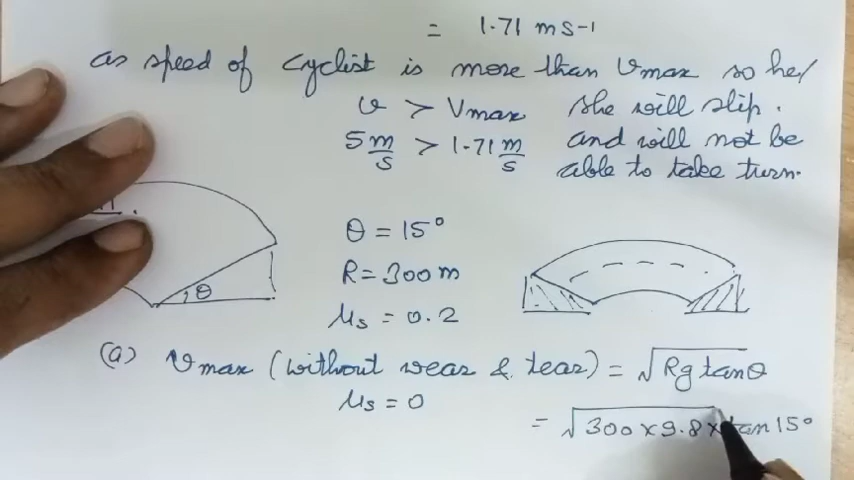 = 1.71 ms-1
as speed of cyclist is more than Vmax so he/
v > Vmax she will slip.
5 m/s > 1.71 m/s and will not be
able to take turn.
θ = 15°
R = 300m
θ
μs = 0.2
(a) Vmax (without wear & tear) = √Rg tanθ
μs = 0
= √300 × 9.8 × tan 15°